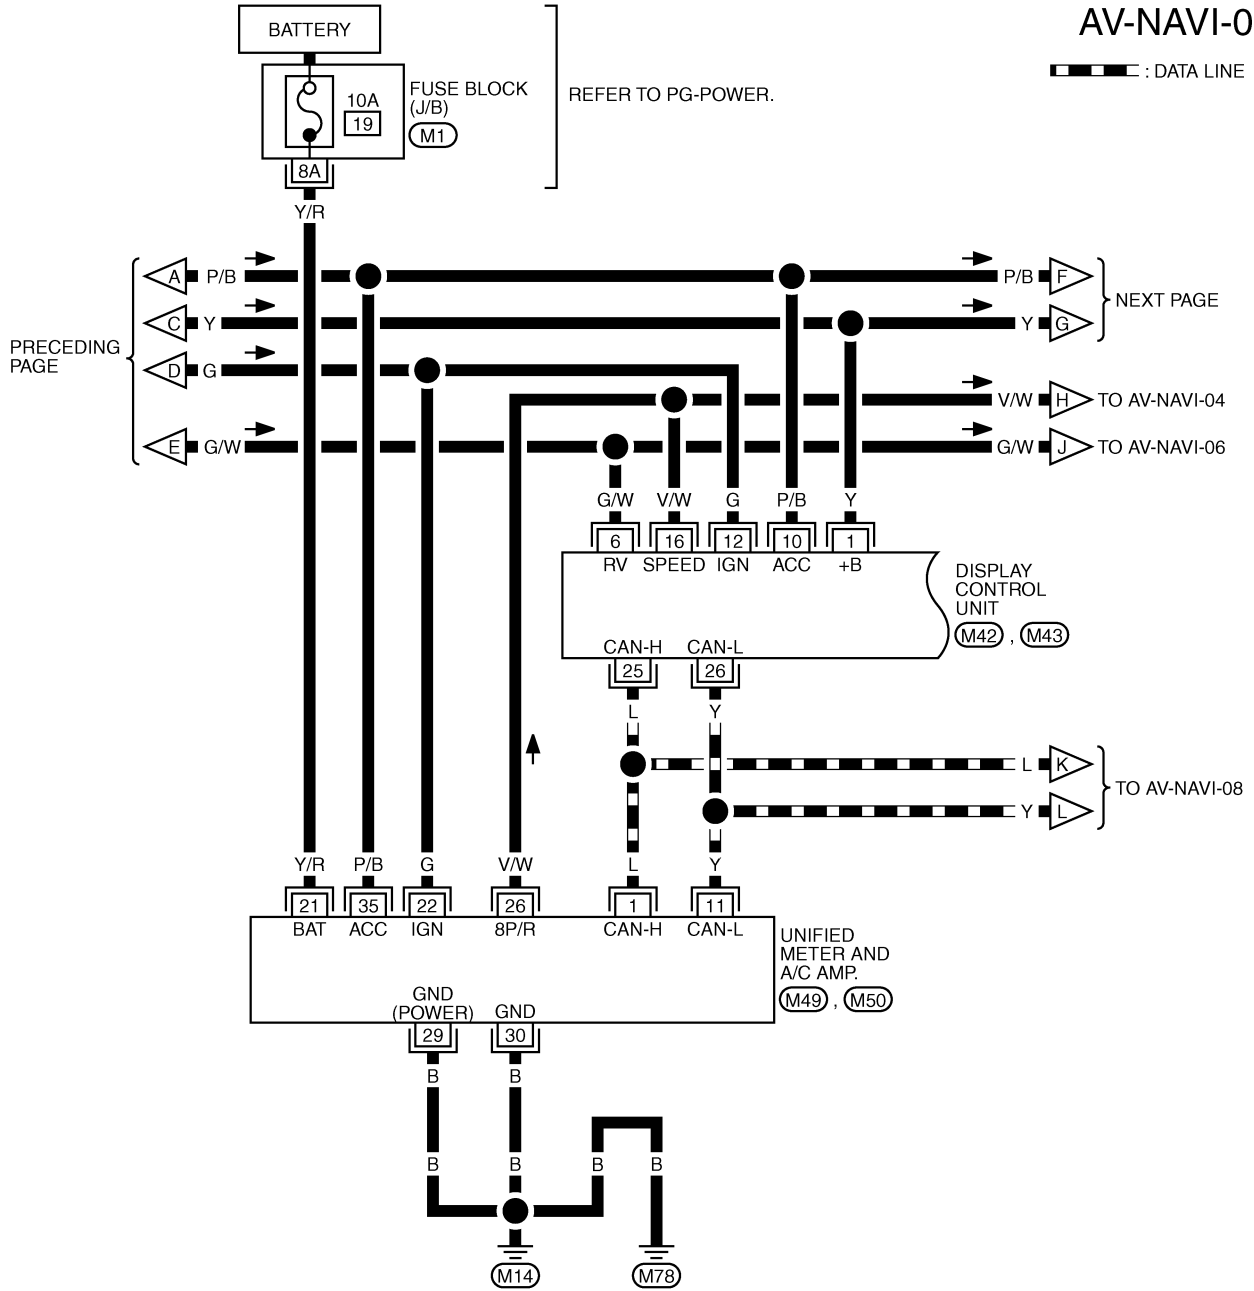 AV-NAVI-0
: DATA LINE
BATTERY
10A
19
FUSE BLOCK
(J/B)
M1
REFER TO PG-POWER.
8A
Y/R
PRECEDING
PAGE
A P/B P/B F
C Y Y G
NEXT PAGE
D G
V/W H TO AV-NAVI-04
E G/W G/W J TO AV-NAVI-06
G/W V/W G P/B Y
6 16 12 10 1
RV SPEED IGN ACC +B
DISPLAY
CONTROL
UNIT
M42 , M43
CAN-H CAN-L
25 26
L Y
L K
Y L
TO AV-NAVI-08
Y/R P/B G V/W L Y
21 35 22 26 1 11
BAT ACC IGN 8P/R CAN-H CAN-L
UNIFIED
METER AND
A/C AMP.
M49 , M50
GND
(POWER) GND
29 30
B B
B B B B
M14 M78